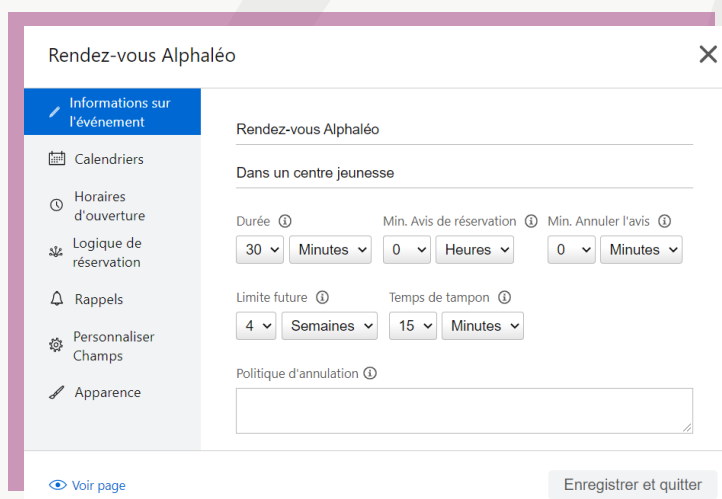 Rendez-vous Alphaléo
Informations sur
l'événement
Calendriers
Horaires
d'ouverture
Logique de
réservation
Rappels
Personnaliser
Champs
Apparence
Rendez-vous Alphaléo
Dans un centre jeunesse
Durée Min. Avis de réservation Min. Annuler l'avis
30 Minutes 0 Heures 0 Minutes
Limite future Temps de tampon
4 Semaines 15 Minutes
Politique d'annulation
Voir page
Enregistrer et quitter